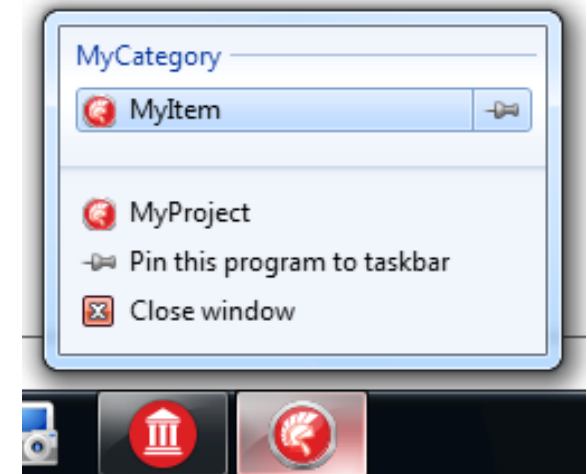 MyCategory
MyItem
MyProject
Pin this program to taskbar
Close window